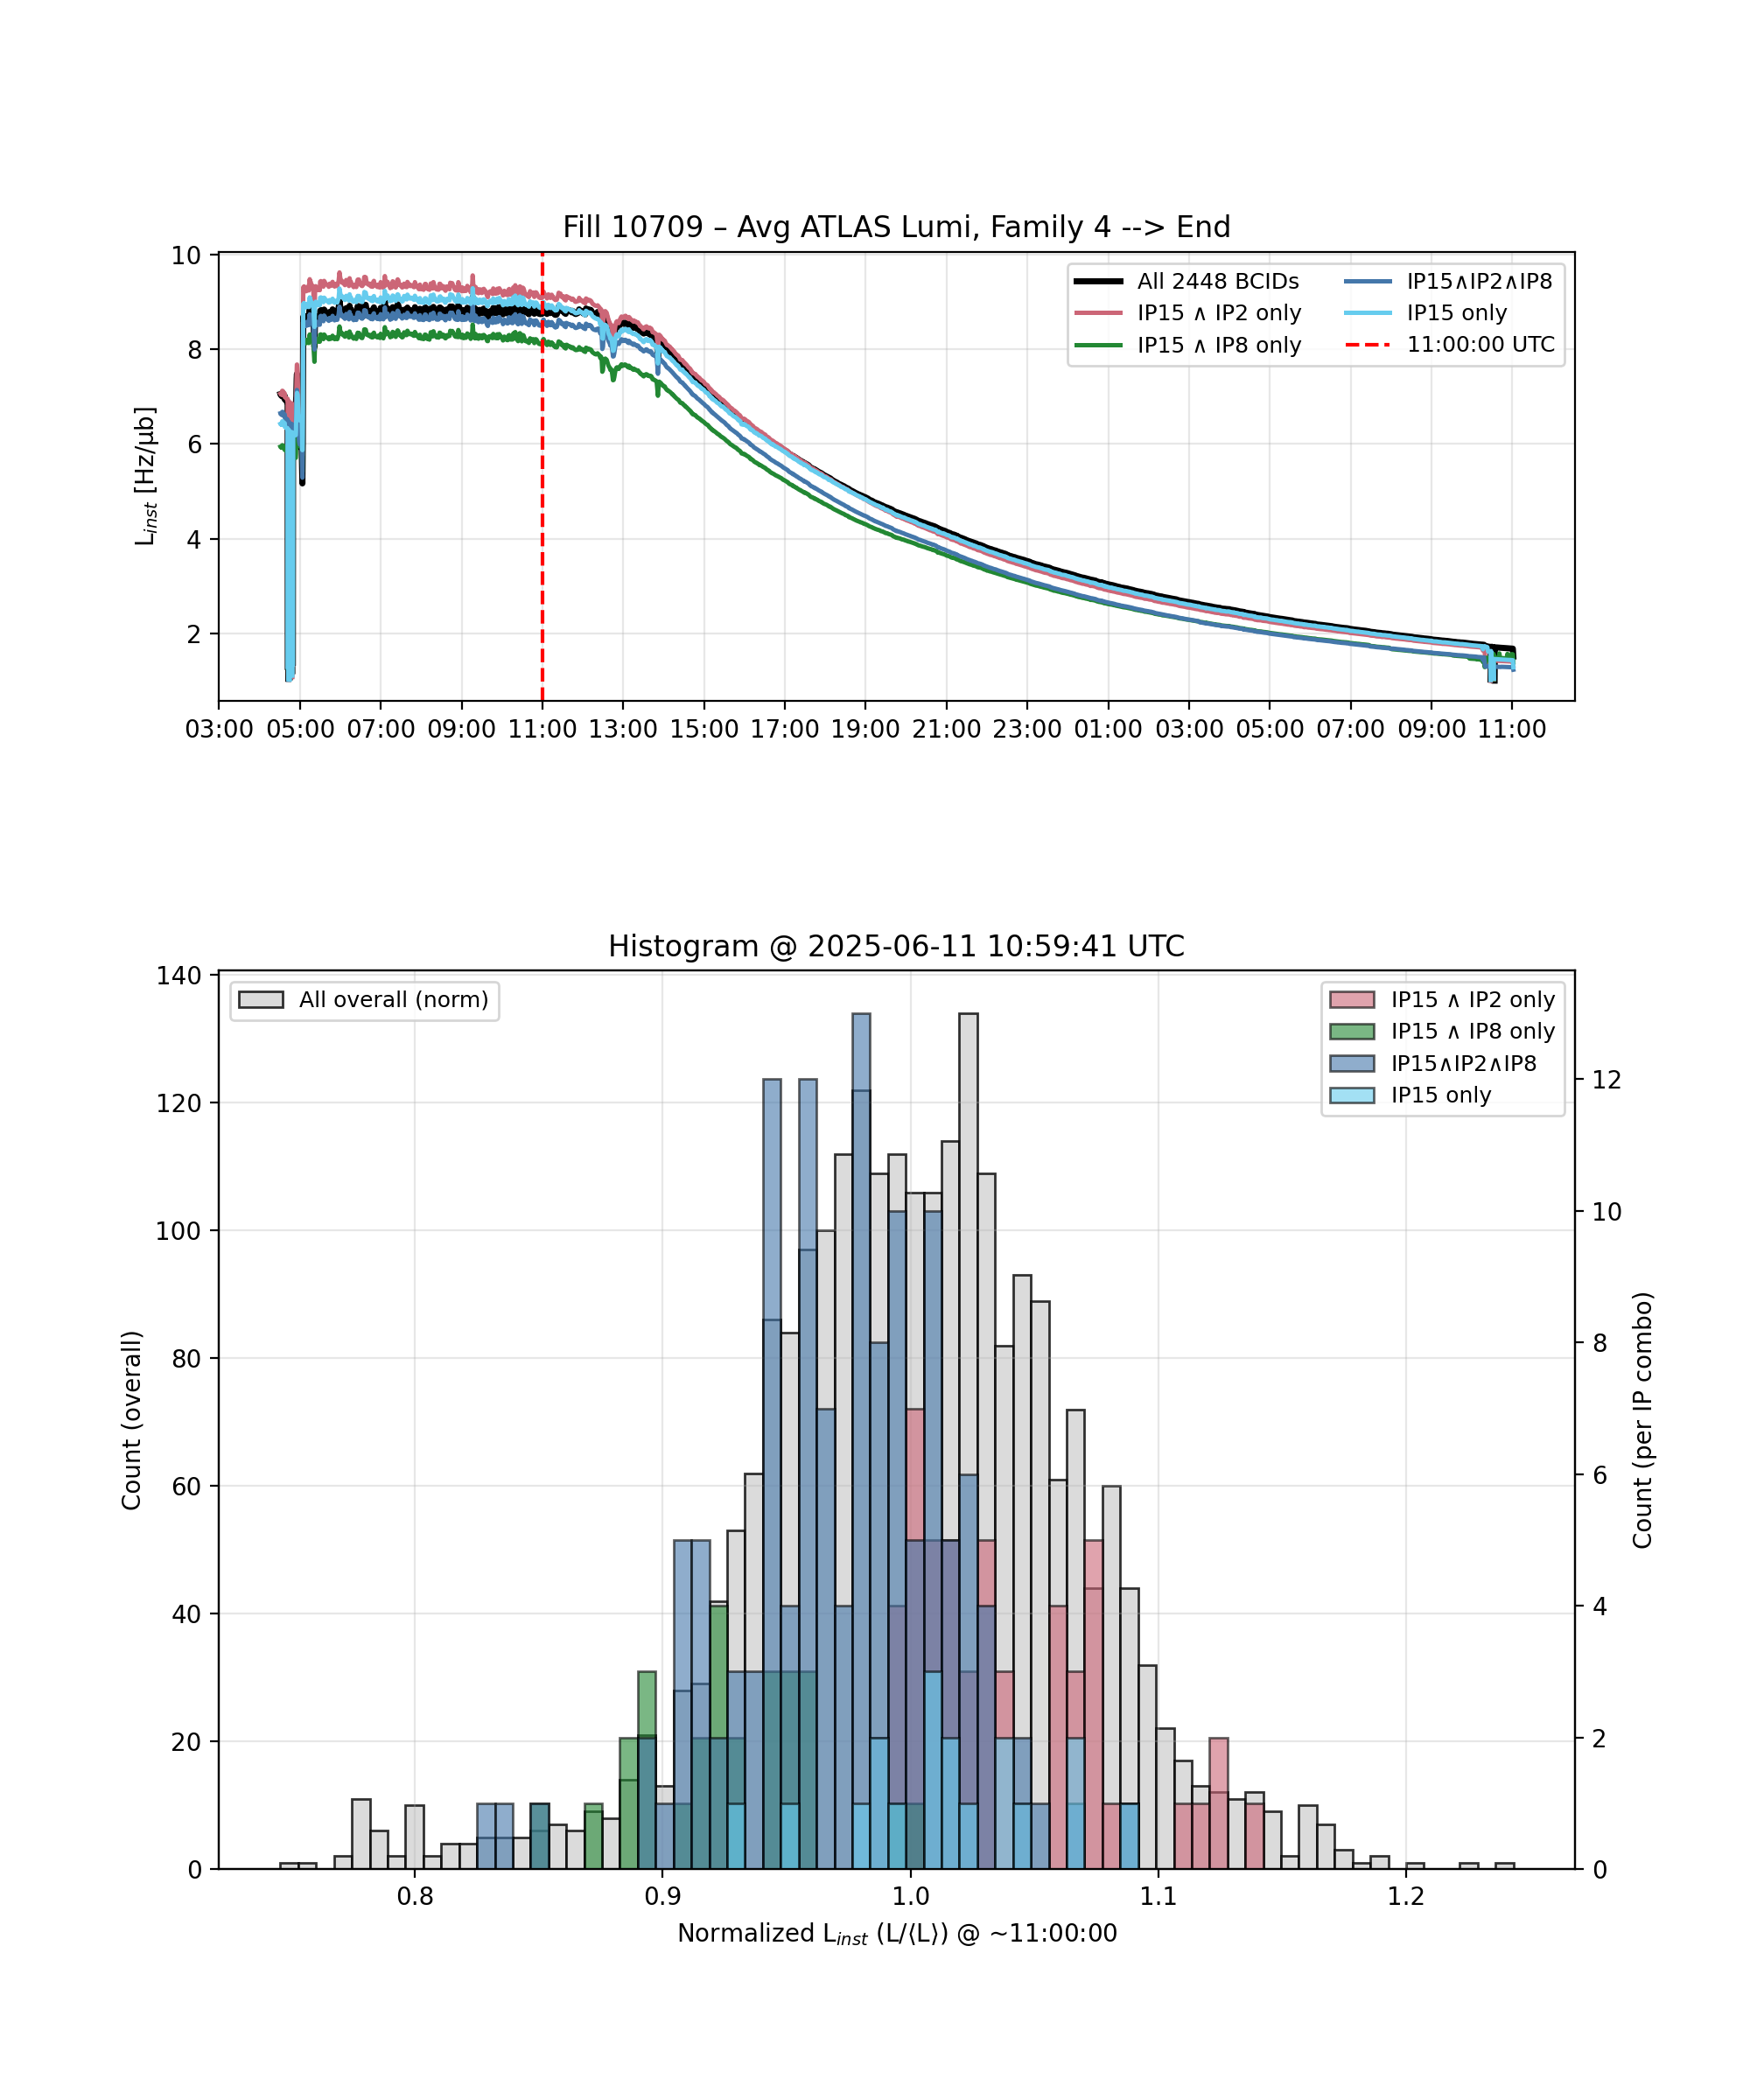 Fill 10709 – Avg ATLAS Lumi, Family 4 --> End
10
8
6
4
2
L_inst [Hz/μb]
All 2448 BCIDs
IP15 ∧ IP2 only
IP15 ∧ IP8 only
IP15∧IP2∧IP8
IP15 only
11:00:00 UTC
03:00 05:00 07:00 09:00 11:00 13:00 15:00 17:00 19:00 21:00 23:00 01:00 03:00 05:00 07:00 09:00 11:00
Histogram @ 2025-06-11 10:59:41 UTC
140
120
100
80
60
40
20
0
Count (overall)
All overall (norm)
IP15 ∧ IP2 only
IP15 ∧ IP8 only
IP15∧IP2∧IP8
IP15 only
12
10
8
6
4
2
0
Count (per IP combo)
0.8 0.9 1.0 1.1 1.2
Normalized L_inst (L/⟨L⟩) @ ~11:00:00